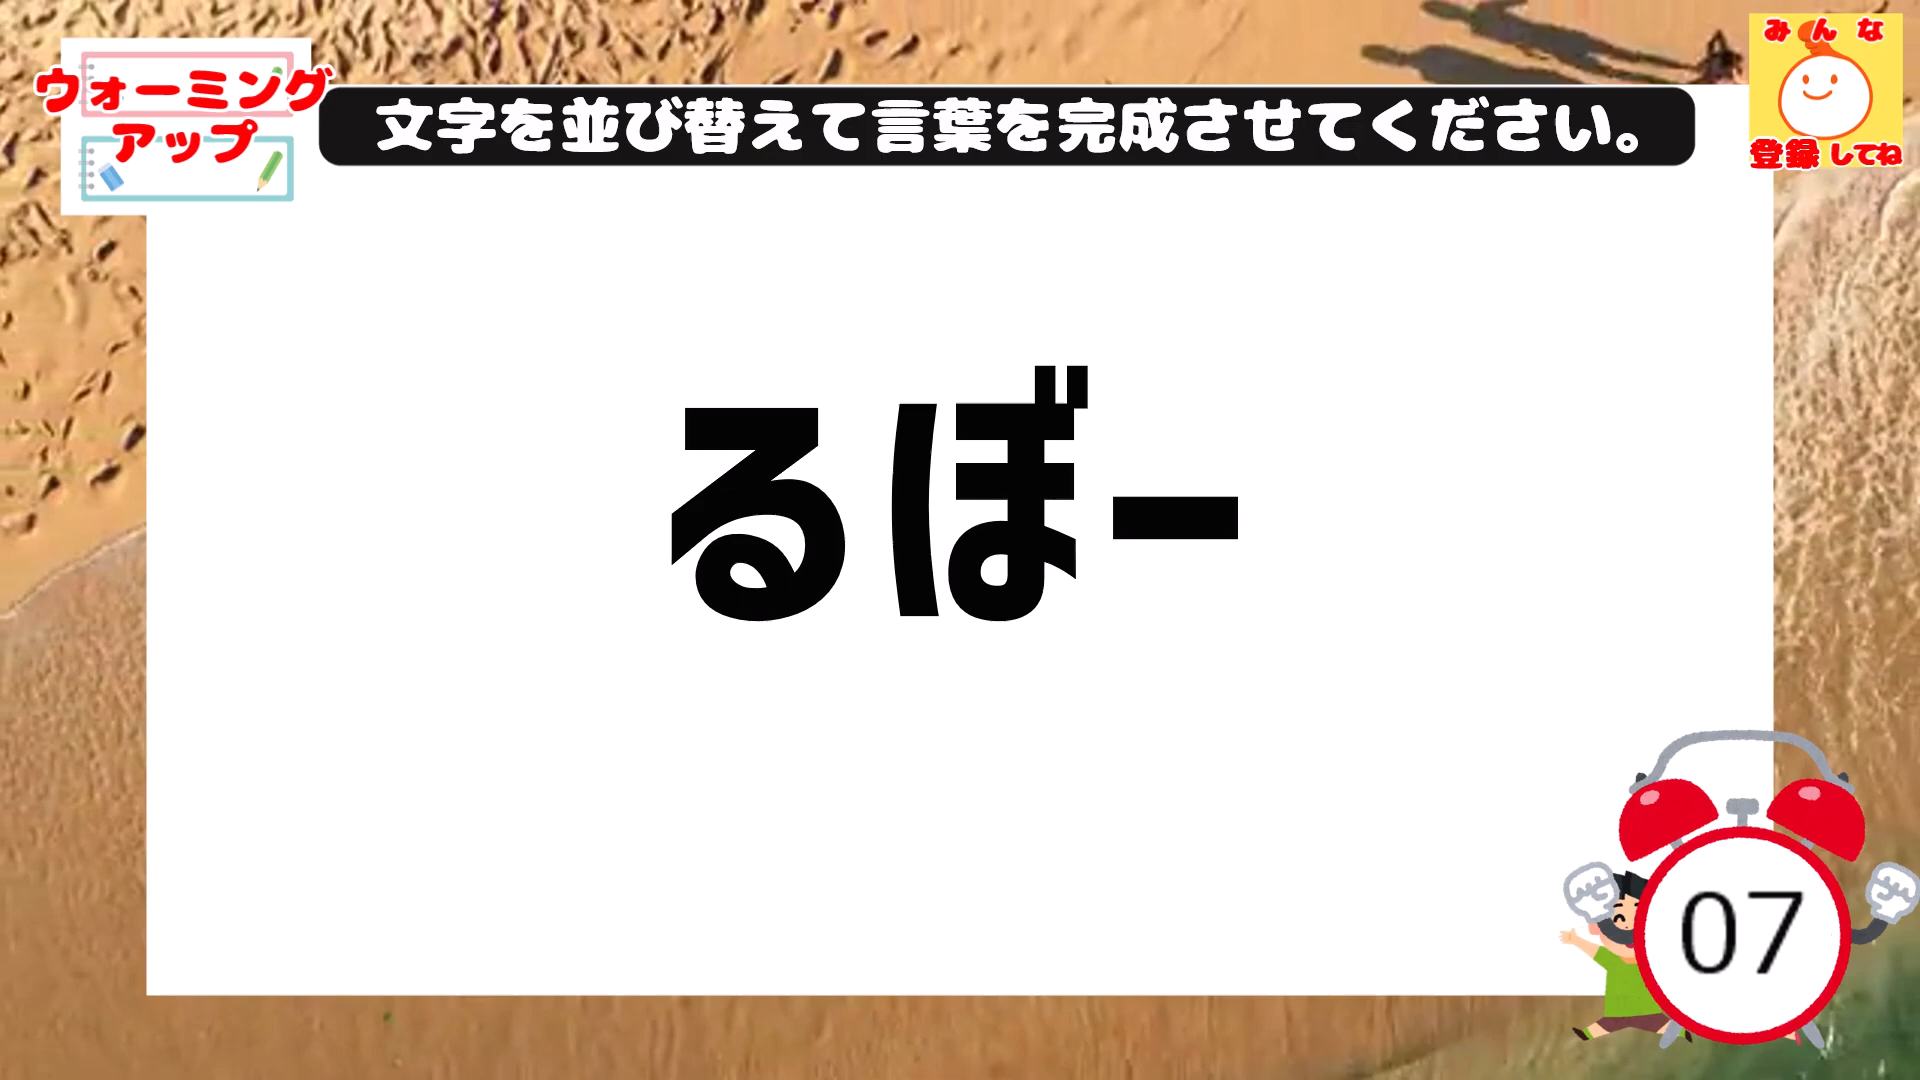 ウォーミング
アップ
文字を並び替えて言葉を完成させてください。
みんな
登録してね
るぼー
07